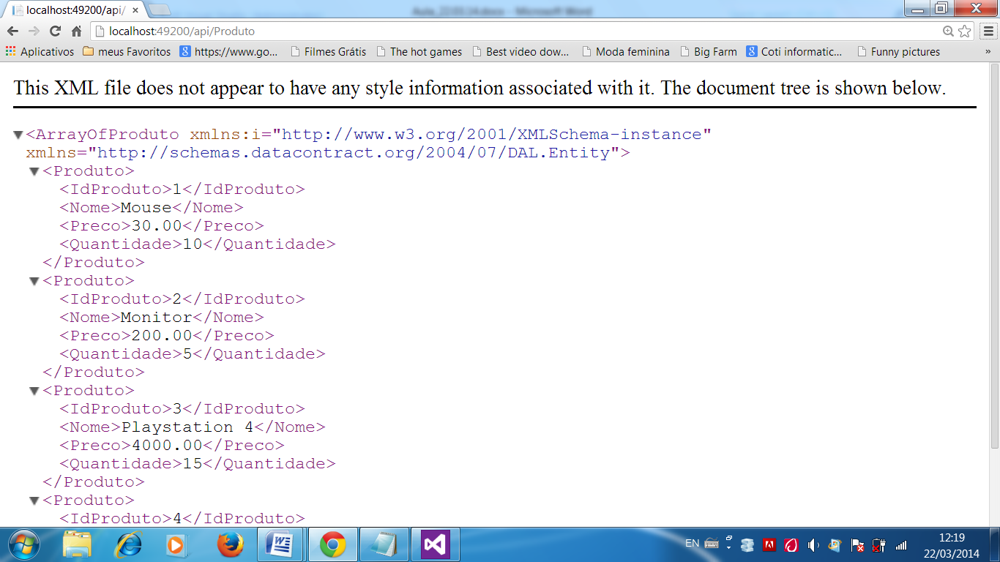 Aula_22.03.14.docx - Microsoft Word
localhost:49200/api/
localhost:49200/api/Produto
Aplicativos meus Favoritos https://www.go... Filmes Grátis The hot games Best video dow... Moda feminina Big Farm Coti informatic... Funny pictures »
This XML file does not appear to have any style information associated with it. The document tree is shown below.
<ArrayOfProduto xmlns:i="http://www.w3.org/2001/XMLSchema-instance"
xmlns="http://schemas.datacontract.org/2004/07/DAL.Entity">
<Produto>
<IdProduto>1</IdProduto>
<Nome>Mouse</Nome>
<Preco>30.00</Preco>
<Quantidade>10</Quantidade>
</Produto>
<Produto>
<IdProduto>2</IdProduto>
<Nome>Monitor</Nome>
<Preco>200.00</Preco>
<Quantidade>5</Quantidade>
</Produto>
<Produto>
<IdProduto>3</IdProduto>
<Nome>Playstation 4</Nome>
<Preco>4000.00</Preco>
<Quantidade>15</Quantidade>
</Produto>
<Produto>
<IdProduto>4</IdProduto>
EN
12:19
22/03/2014